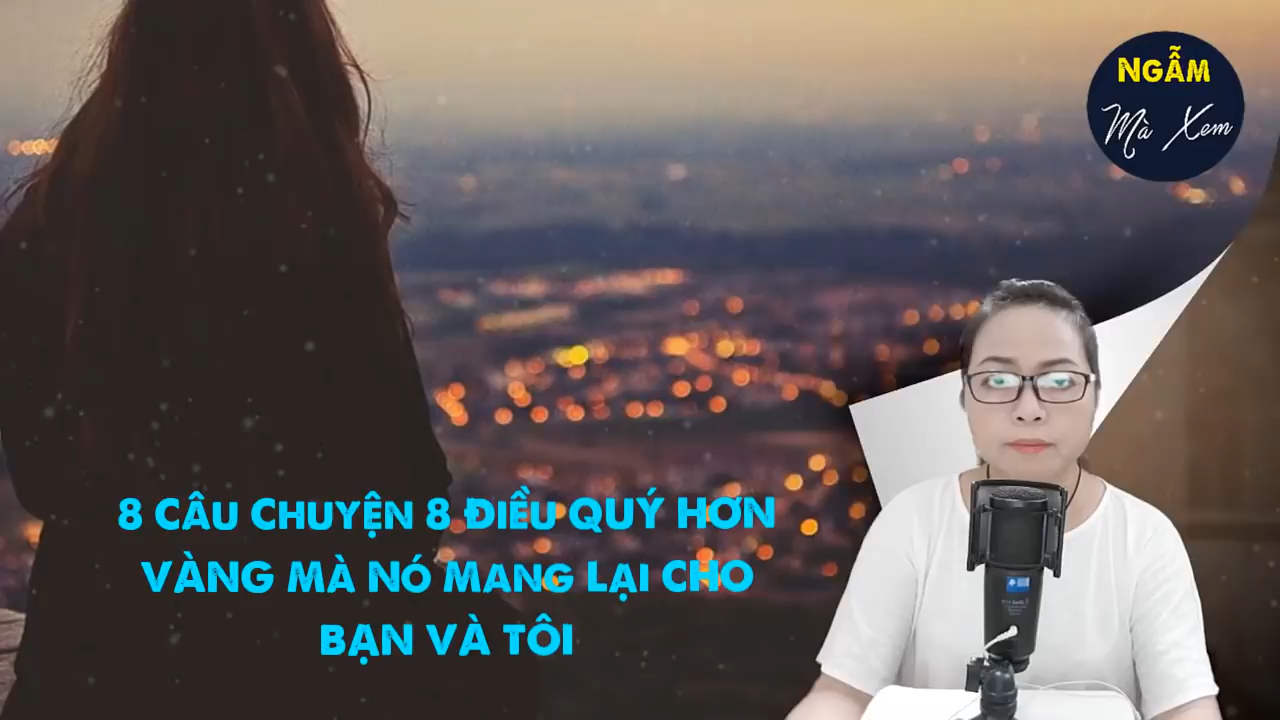 NGẪM
Mà Xem
8 CÂU CHUYỆN 8 ĐIỀU QUÝ HƠN
VÀNG MÀ NÓ MANG LẠI CHO
BẠN VÀ TÔI